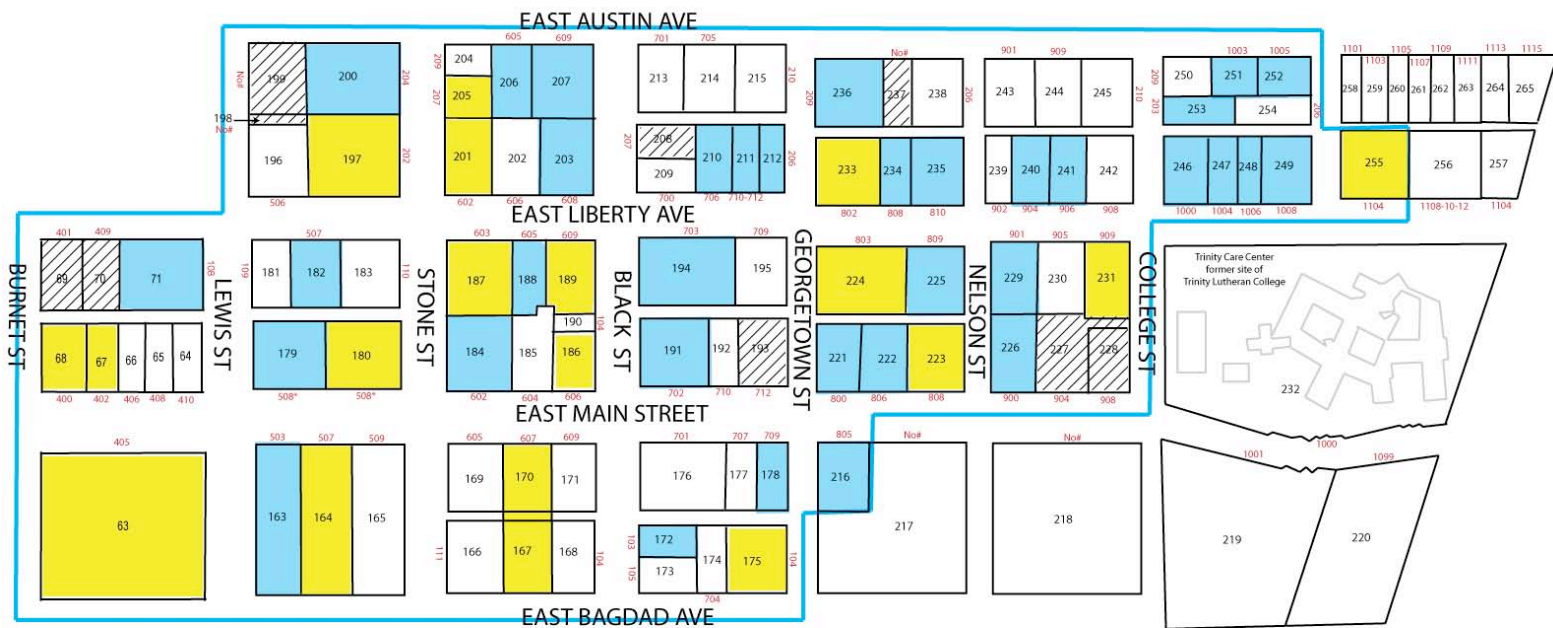 EAST AUSTIN AVE
605 609
701 705
No#
901 909
1003 1005
1101 1103 1105 1107 1109 1111 1113 1115
No# 199 200 204
198 No#
196 197 202
506
209 204 206 207
207 205
201 202 203
602 606 608
213 214 215 210
207 208 210 211 212 206
209
700 706 710-712
209 236 237 238 206
233 234 235
802 808 810
243 244 245 210
239 240 241 242
902 904 906 908
209 250 251 252
203 253 254 206
246 247 248 249
1000 1004 1006 1008
258 259 260 261 262 263 264 265
255 256 257
1104 1108-10-12 1104
EAST LIBERTY AVE
401 409
507
603 605 609
703 709
803 809
901 905 909
BURNET ST
69 70 71 108
LEWIS ST
109 181 182 183 110
STONE ST
187 188 189
190 104
BLACK ST
194 195
GEORGETOWN ST
224 225
NELSON ST
229 230 231
COLLEGE ST
Trinity Care Center
former site of
Trinity Lutheran College
232
68 67 66 65 64
400 402 406 408 410
179 180
508* 508*
184 185 186
602 604 606
191 192 193
702 710 712
221 222 223
800 806 808
226 227 228
900 904 908
EAST MAIN STREET
405
503 507 509
605 607 609
701 707 709
805 No#
No#
1000
1001 1099
63
163 164 165
169 170 171
111 166 167 168 104
176 177 178
103 172
105 173 174 175 104
704
216
217
218
219 220
EAST BAGDAD AVE